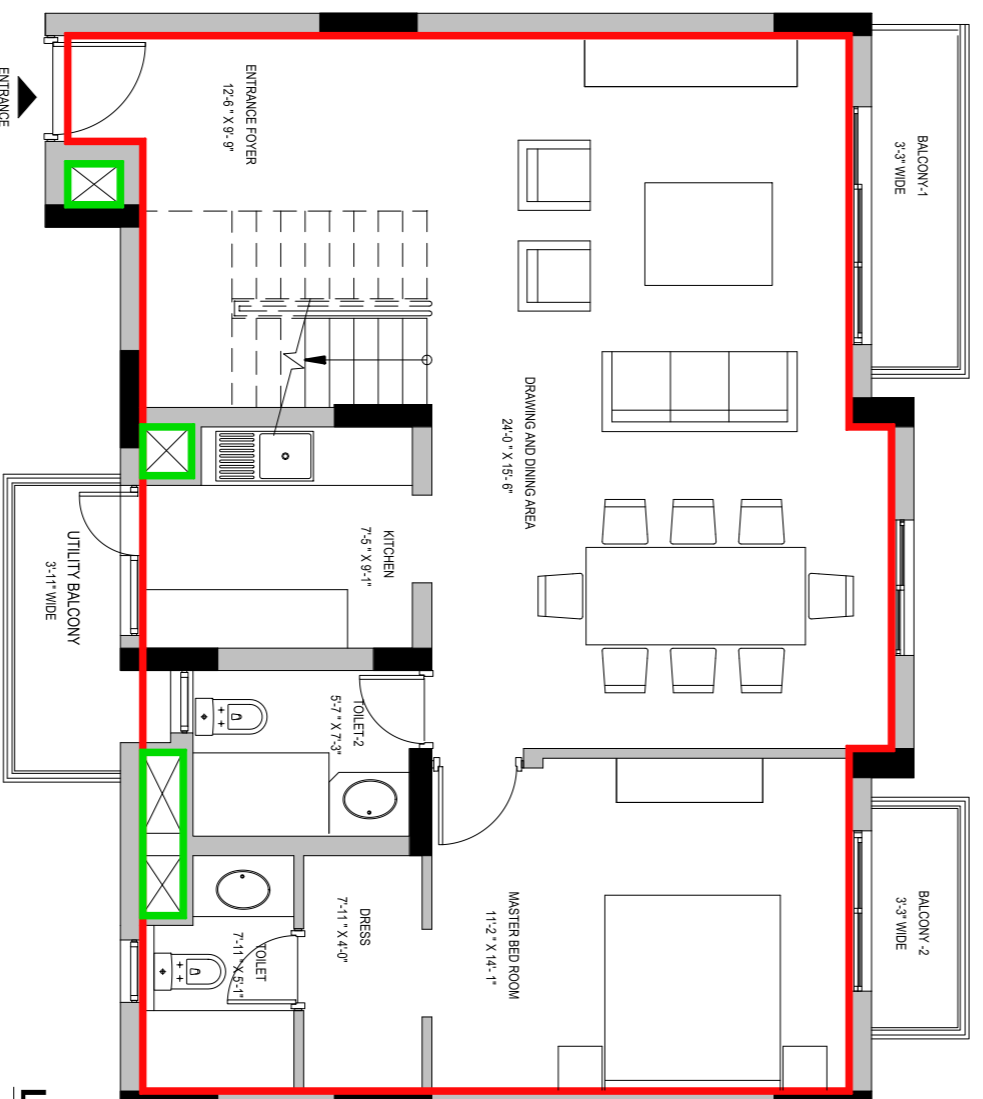 ENTRANCE
ENTRANCE FOYER
12'-6 " X 9'- 9"
BALCONY-1
3'-3" WIDE
DRAWING AND DINING AREA
24'-0 " X 15'- 6"
KITCHEN
7'-5 " X 9'-1"
UTILITY BALCONY
3'-11" WIDE
TOILET-2
5'-7 " X 7'-3"
DRESS
7'-11 " X 4'-0"
TOILET
7'-11 " X 5'-1"
MASTER BED ROOM
11'-2 " X 14'- 1"
BALCONY -2
3'-3" WIDE